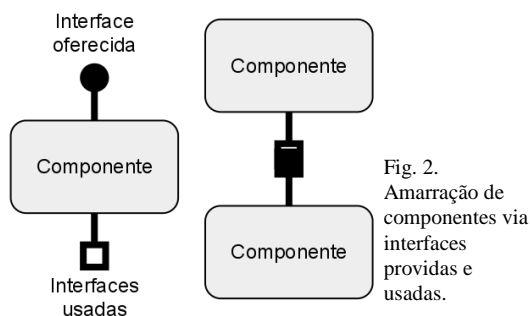 Interface
oferecida
Componente
Interfaces
usadas
Componente
Componente
Fig. 2.
Amarração de
componentes via
interfaces
providas e
usadas.